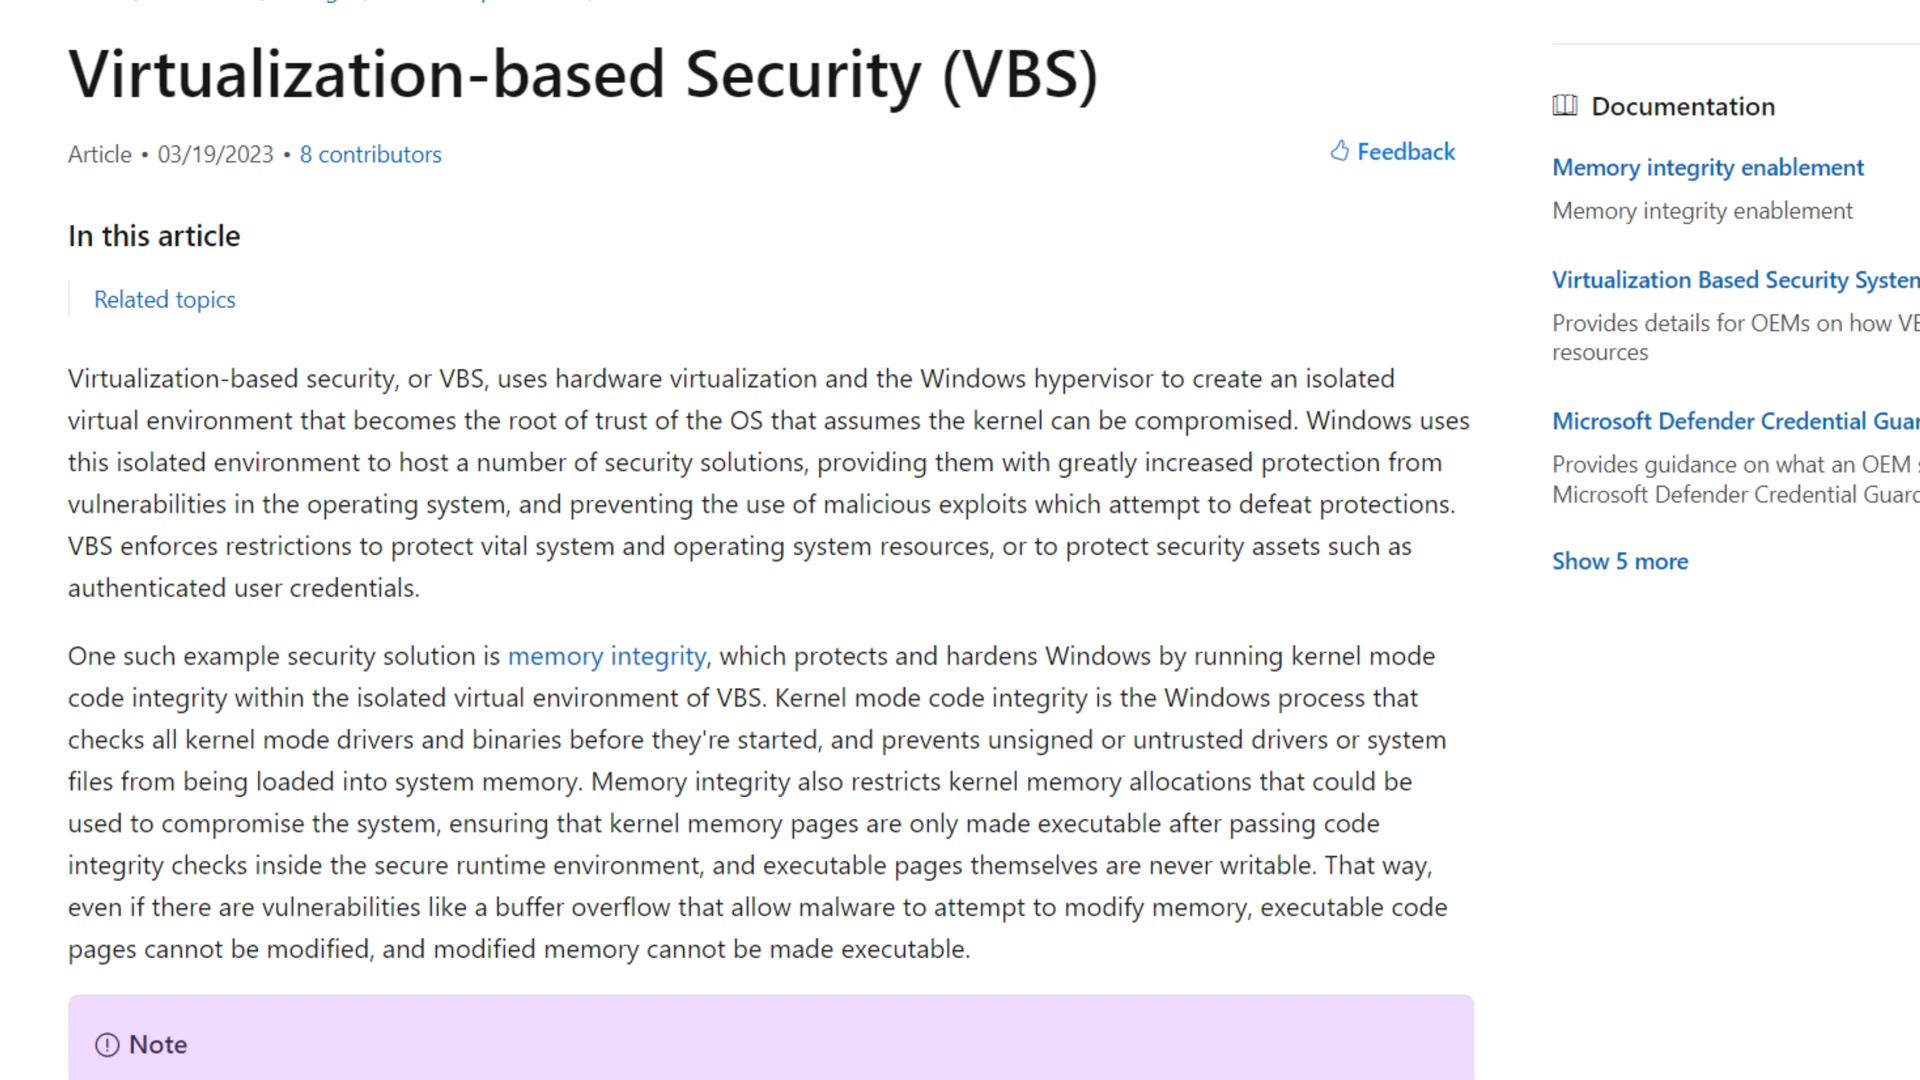 Virtualization-based Security (VBS)
Article • 03/19/2023 • 8 contributors
Feedback
In this article
Related topics
Virtualization-based security, or VBS, uses hardware virtualization and the Windows hypervisor to create an isolated
virtual environment that becomes the root of trust of the OS that assumes the kernel can be compromised. Windows uses
this isolated environment to host a number of security solutions, providing them with greatly increased protection from
vulnerabilities in the operating system, and preventing the use of malicious exploits which attempt to defeat protections.
VBS enforces restrictions to protect vital system and operating system resources, or to protect security assets such as
authenticated user credentials.
One such example security solution is memory integrity, which protects and hardens Windows by running kernel mode
code integrity within the isolated virtual environment of VBS. Kernel mode code integrity is the Windows process that
checks all kernel mode drivers and binaries before they're started, and prevents unsigned or untrusted drivers or system
files from being loaded into system memory. Memory integrity also restricts kernel memory allocations that could be
used to compromise the system, ensuring that kernel memory pages are only made executable after passing code
integrity checks inside the secure runtime environment, and executable pages themselves are never writable. That way,
even if there are vulnerabilities like a buffer overflow that allow malware to attempt to modify memory, executable code
pages cannot be modified, and modified memory cannot be made executable.
Note
Documentation
Memory integrity enablement
Memory integrity enablement
Virtualization Based Security System
Provides details for OEMs on how
resources
Microsoft Defender Credential
Provides guidance on what an OEM
Microsoft Defender Credential
Show 5 more